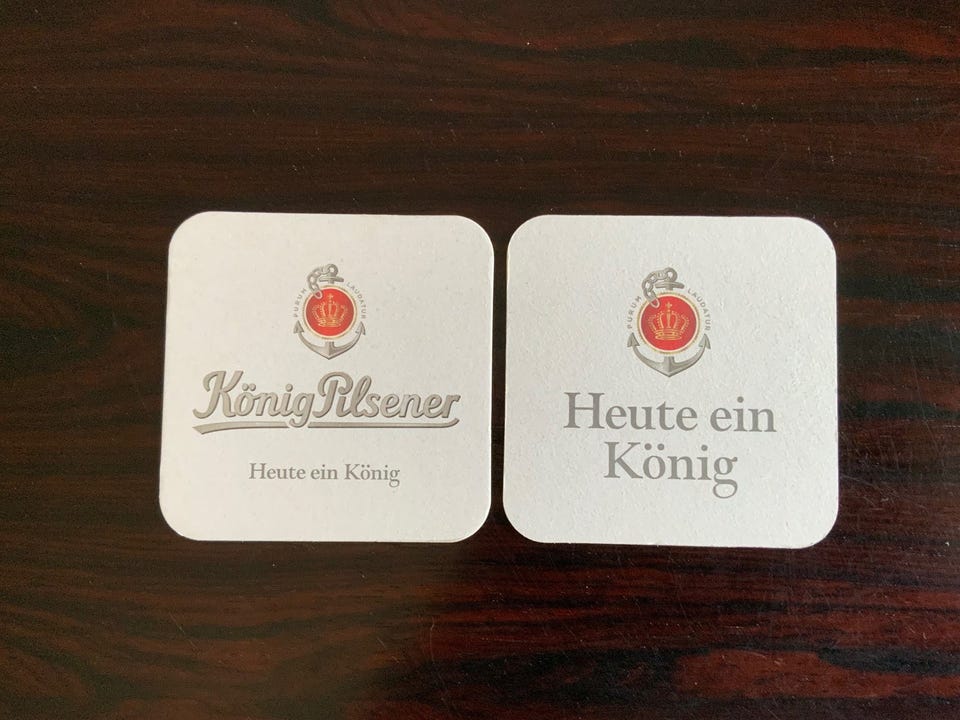 PURUM LAUDATUR
König Pilsener
Heute ein König
PURUM LAUDATUR
Heute ein
König